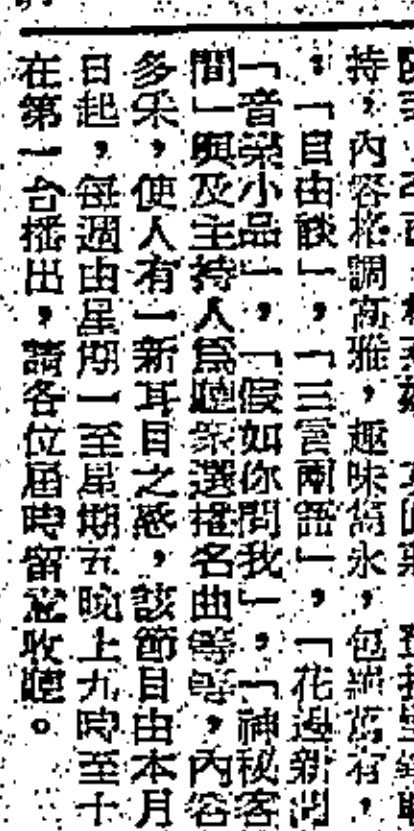 持，內容格調高雅，趣味雋永，包羅萬有，
，「自由談」，「三言兩語」，「花邊新聞
「音樂小品」，「假如你問我」，「神秘客
間」與及主持人為聽衆選播名曲等等，內容
多釆，使人有一新耳目之感，該節目由本月
日起，每週由星期一至星期五晚上九時至十
在第一台播出，請各位屆時留意收聽。